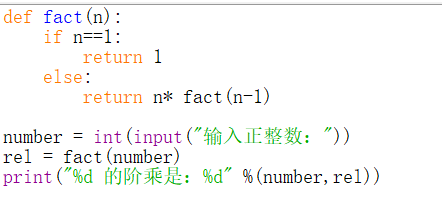 def fact(n):
    if n==1:
        return 1
    else:
        return n* fact(n-1)

number = int(input("输入正整数："))
rel = fact(number)
print("%d 的阶乘是：%d" %(number,rel))